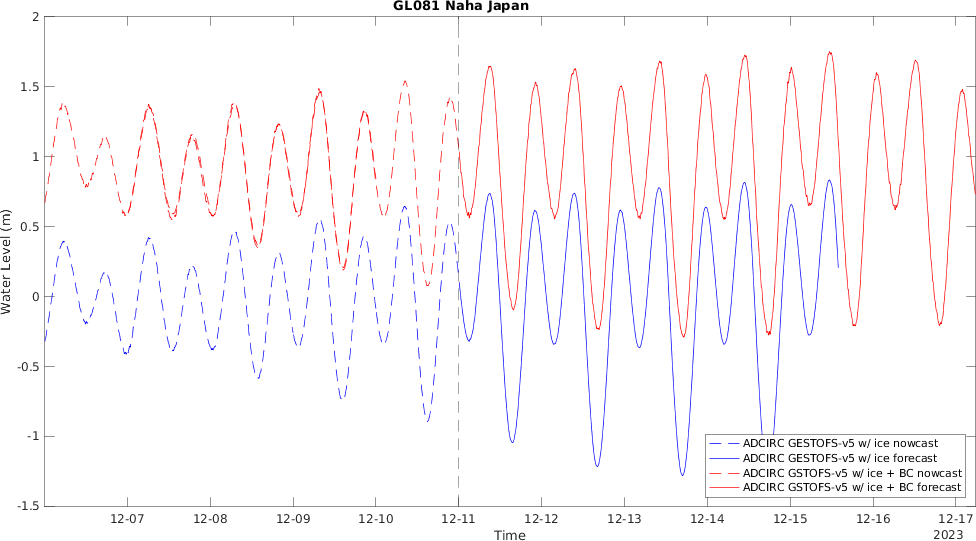 GL081 Naha Japan
2
1.5
1
0.5
0
-0.5
-1
-1.5
Water Level (m)
ADCIRC GESTOFS-v5 w/ ice nowcast
ADCIRC GESTOFS-v5 w/ ice forecast
ADCIRC GSTOFS-v5 w/ ice + BC nowcast
ADCIRC GSTOFS-v5 w/ ice + BC forecast
12-07 12-08 12-09 12-10 12-11 12-12 12-13 12-14 12-15 12-16 12-17
Time
2023